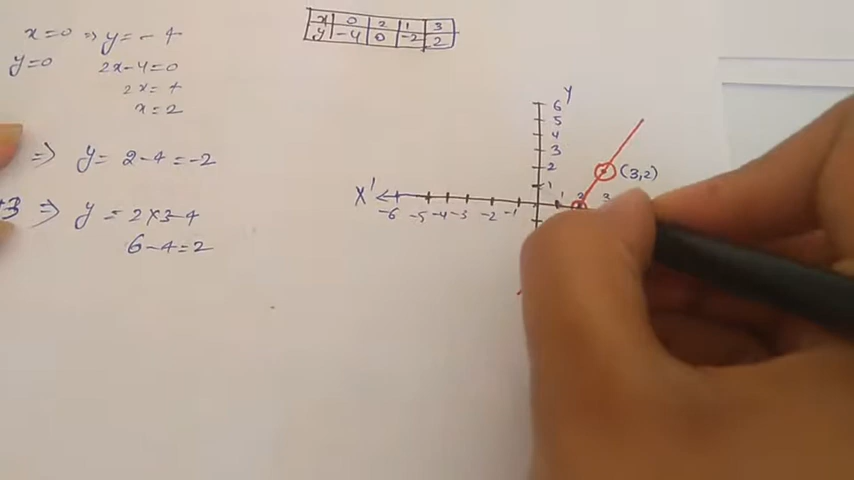 x=0 ⇒ y=-4
y=0 2x-4=0
2x=4
x=2
⇒ y= 2-4=-2
3 ⇒ y = 2×3-4
6-4=2
x 0 2 1 3
y -4 0 -2 2
Y
6
5
4
3
2
1
(3,2)
X' -6 -5 -4 -3 -2 -1 1 2 3